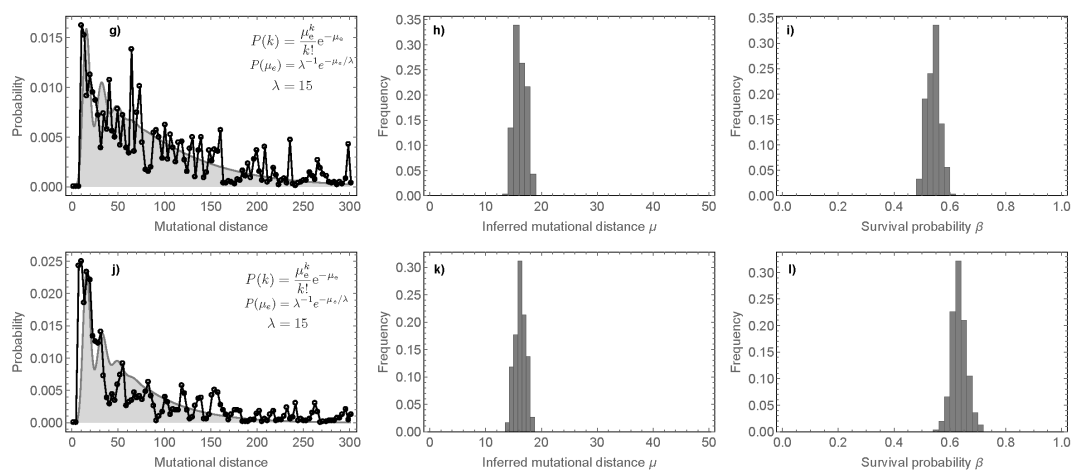 g)
P(k) = μ_e^k / k! e^{-μ_e}
P(μ_e) = λ^{-1} e^{-μ_e/λ}
λ = 15
Probability
0.015
0.010
0.005
0.000
0 50 100 150 200 250 300
Mutational distance
h)
Frequency
0.35
0.30
0.25
0.20
0.15
0.10
0.05
0.00
0 10 20 30 40 50
Inferred mutational distance μ
i)
Frequency
0.35
0.30
0.25
0.20
0.15
0.10
0.05
0.00
0.0 0.2 0.4 0.6 0.8 1.0
Survival probability β
j)
P(k) = μ_e^k / k! e^{-μ_e}
P(μ_e) = λ^{-1} e^{-μ_e/λ}
λ = 15
Probability
0.025
0.020
0.015
0.010
0.005
0.000
0 50 100 150 200 250 300
Mutational distance
k)
Frequency
0.30
0.25
0.20
0.15
0.10
0.05
0.00
0 10 20 30 40 50
Inferred mutational distance μ
l)
Frequency
0.30
0.25
0.20
0.15
0.10
0.05
0.00
0.0 0.2 0.4 0.6 0.8 1.0
Survival probability β